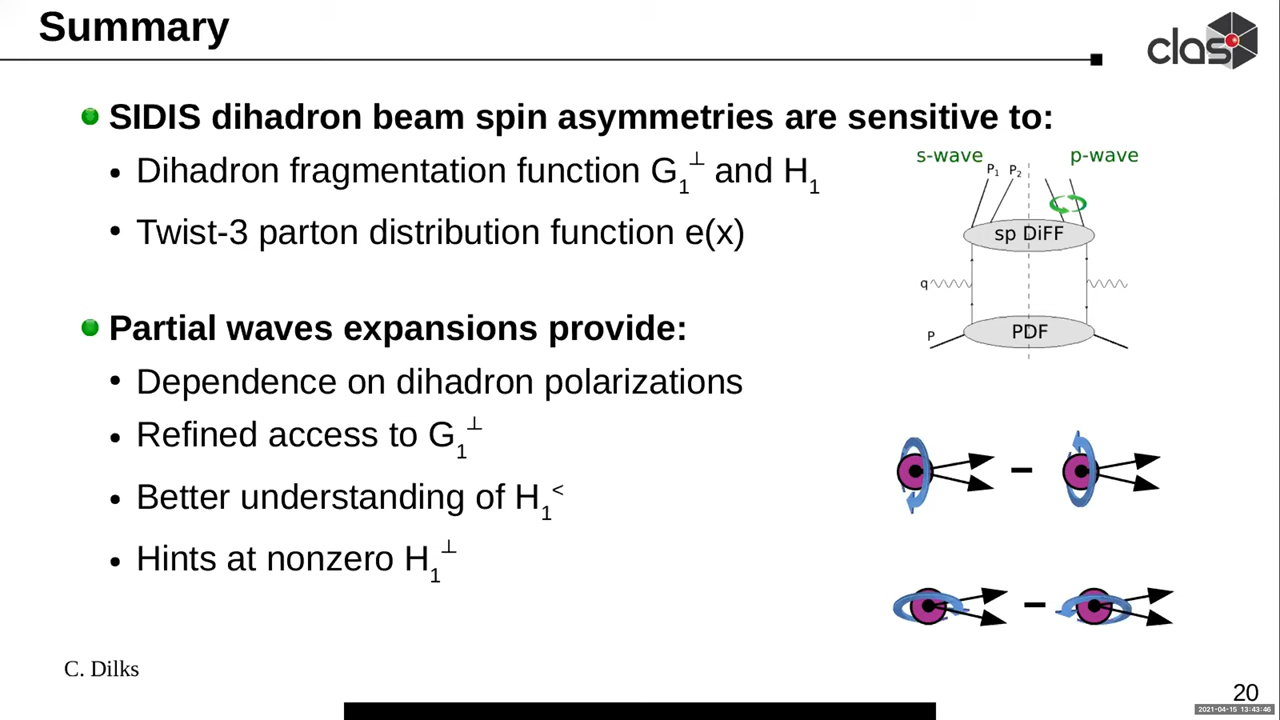 Summary
clas
SIDIS dihadron beam spin asymmetries are sensitive to:
Dihadron fragmentation function G₁^⊥ and H₁
Twist-3 parton distribution function e(x)
s-wave
p-wave
P₁ P₂
sp DiFF
q
PDF
P
Partial waves expansions provide:
Dependence on dihadron polarizations
Refined access to G₁^⊥
Better understanding of H₁^<
Hints at nonzero H₁^⊥
C. Dilks
20
2021-04-15 13:43:46